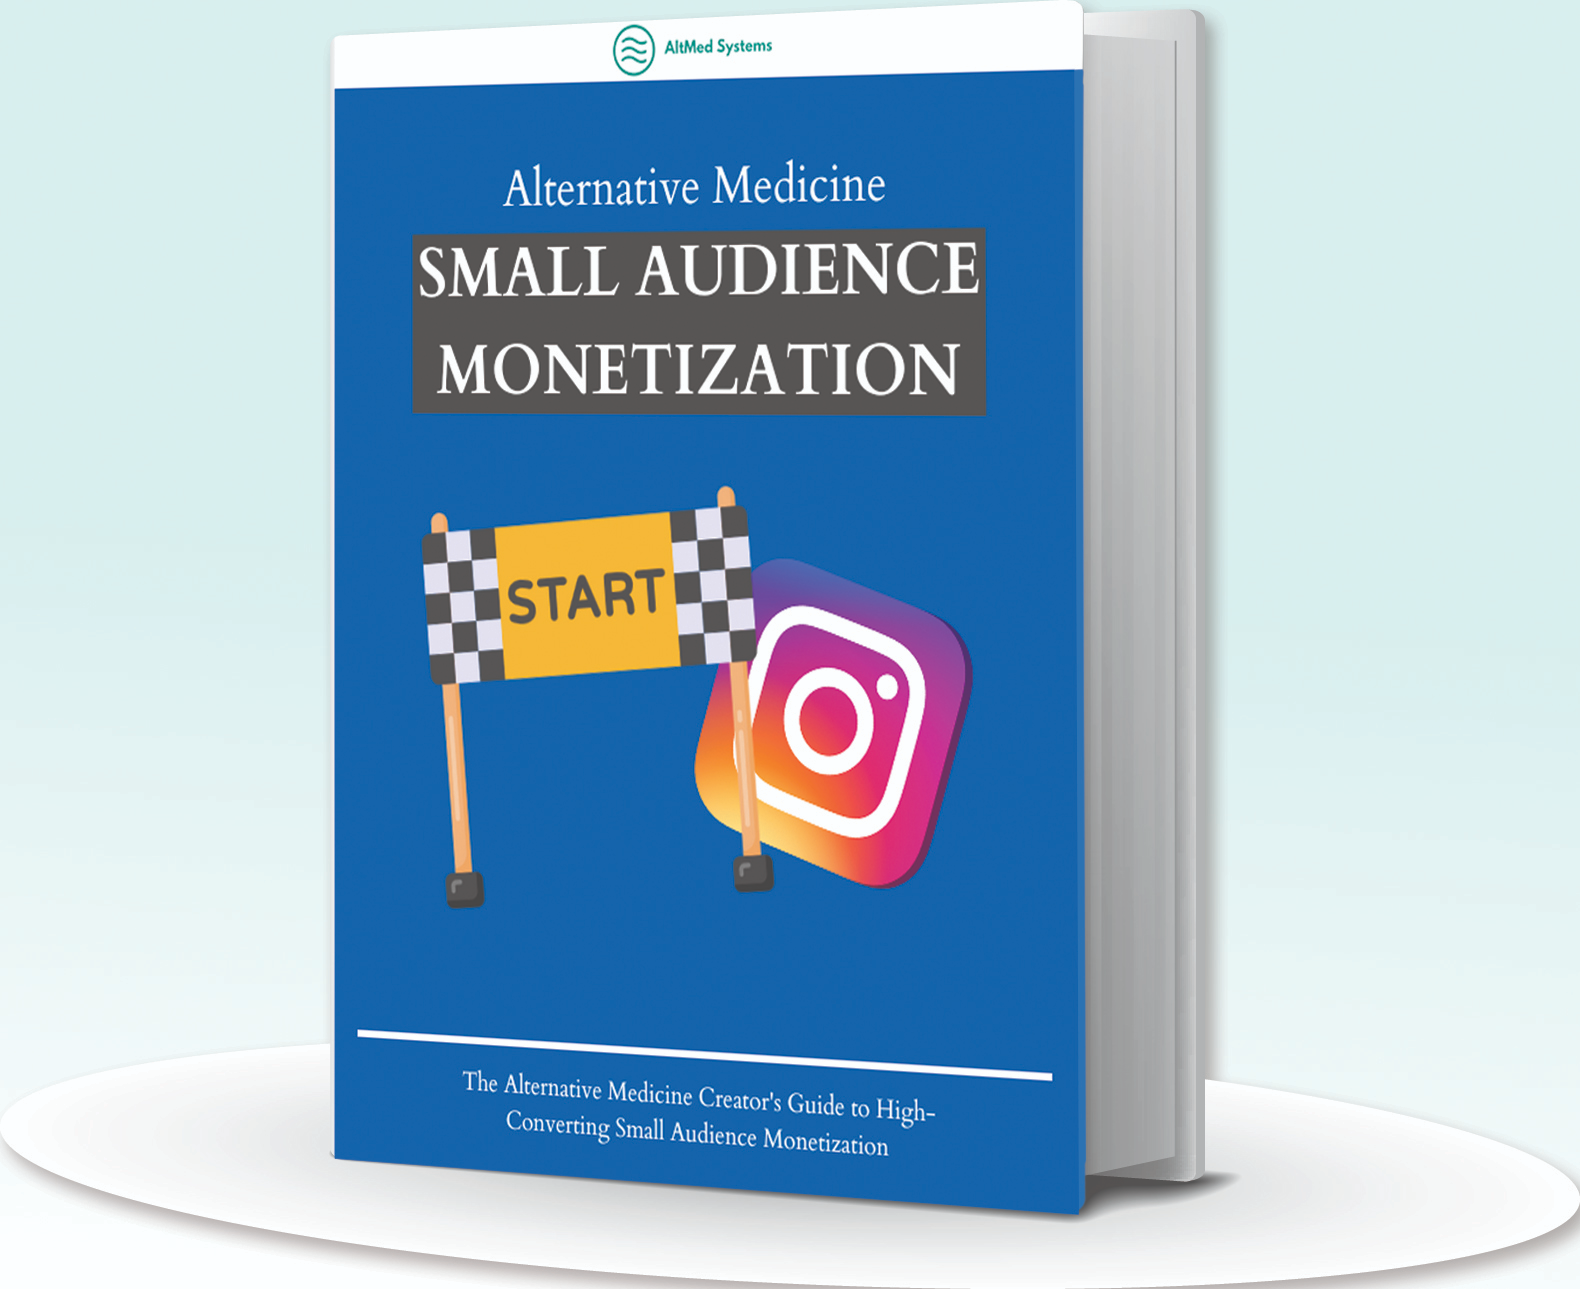 AltMed Systems
Alternative Medicine
SMALL AUDIENCE
MONETIZATION
START
The Alternative Medicine Creator's Guide to High-
Converting Small Audience Monetization